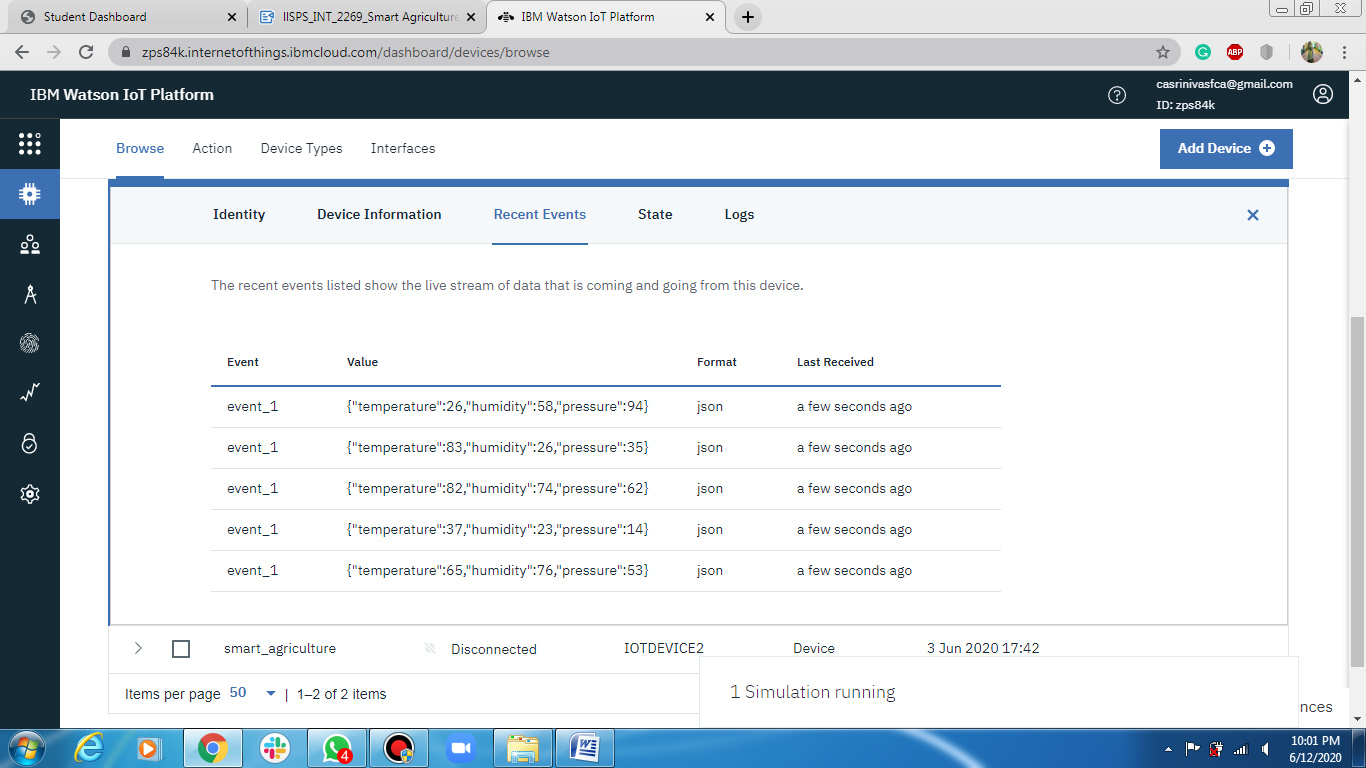 Student Dashboard
IISPS_INT_2269_Smart Agriculture
IBM Watson IoT Platform
zps84k.internetofthings.ibmcloud.com/dashboard/devices/browse
ABP
IBM Watson IoT Platform
casrinivasfca@gmail.com
ID: zps84k
Browse Action Device Types Interfaces
Add Device
Identity Device Information Recent Events State Logs
The recent events listed show the live stream of data that is coming and going from this device.
Event Value Format Last Received
event_1 {"temperature":26,"humidity":58,"pressure":94} json a few seconds ago
event_1 {"temperature":83,"humidity":26,"pressure":35} json a few seconds ago
event_1 {"temperature":82,"humidity":74,"pressure":62} json a few seconds ago
event_1 {"temperature":37,"humidity":23,"pressure":14} json a few seconds ago
event_1 {"temperature":65,"humidity":76,"pressure":53} json a few seconds ago
smart_agriculture Disconnected IOTDEVICE2 Device 3 Jun 2020 17:42
Items per page 50 | 1–2 of 2 items
1 Simulation running
nces
4
10:01 PM
6/12/2020